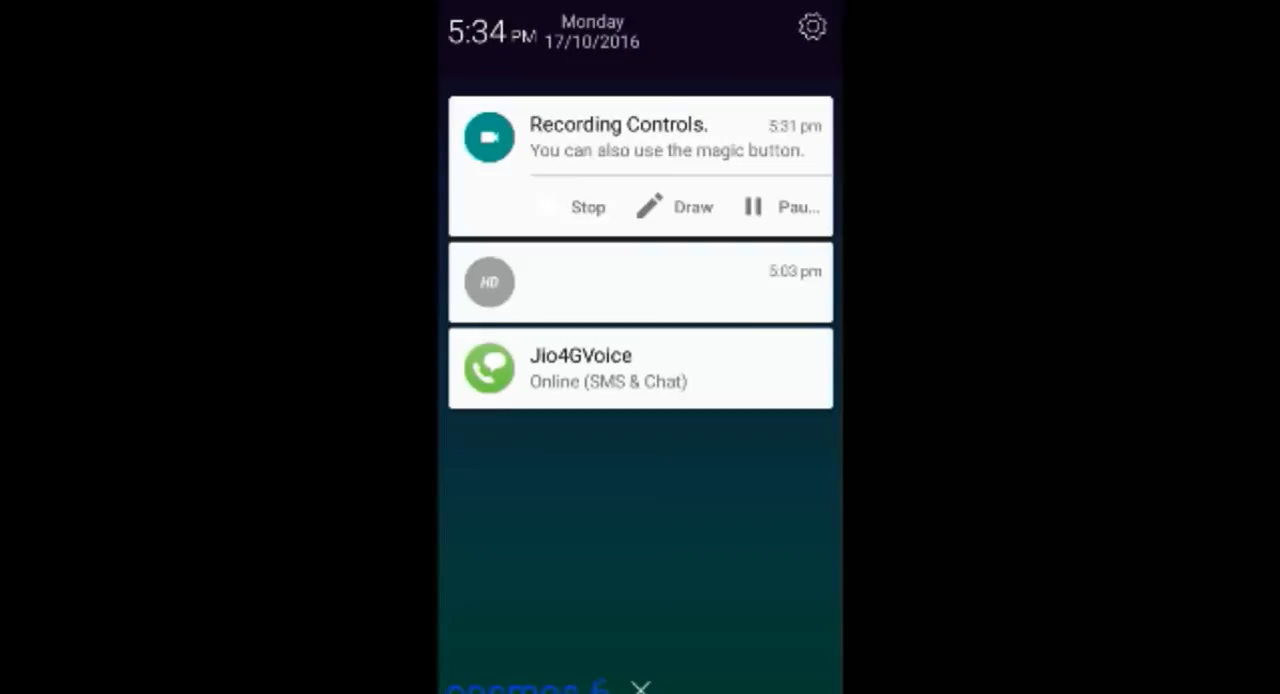 5:34 PM
Monday
17/10/2016
Recording Controls.
5:31 pm
You can also use the magic button.
Stop
Draw
Pau...
HD
5:03 pm
Jio4GVoice
Online (SMS & Chat)